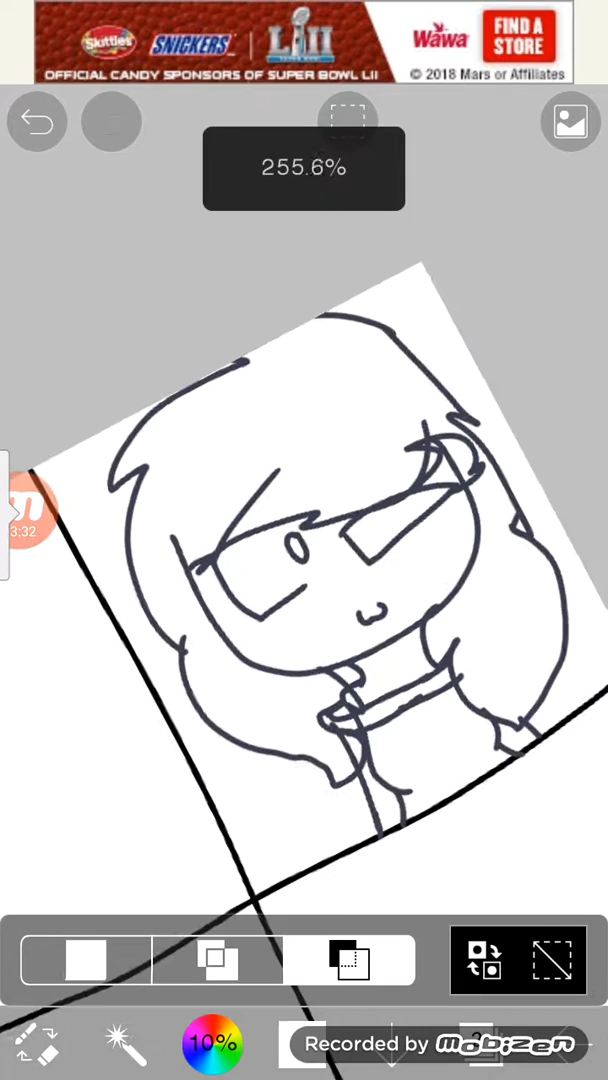 Skittles SNICKERS LII Wawa FIND A STORE
OFFICIAL CANDY SPONSORS OF SUPER BOWL LII © 2018 Mars or Affiliates
255.6%
3:32
10%
Recorded by mobizen